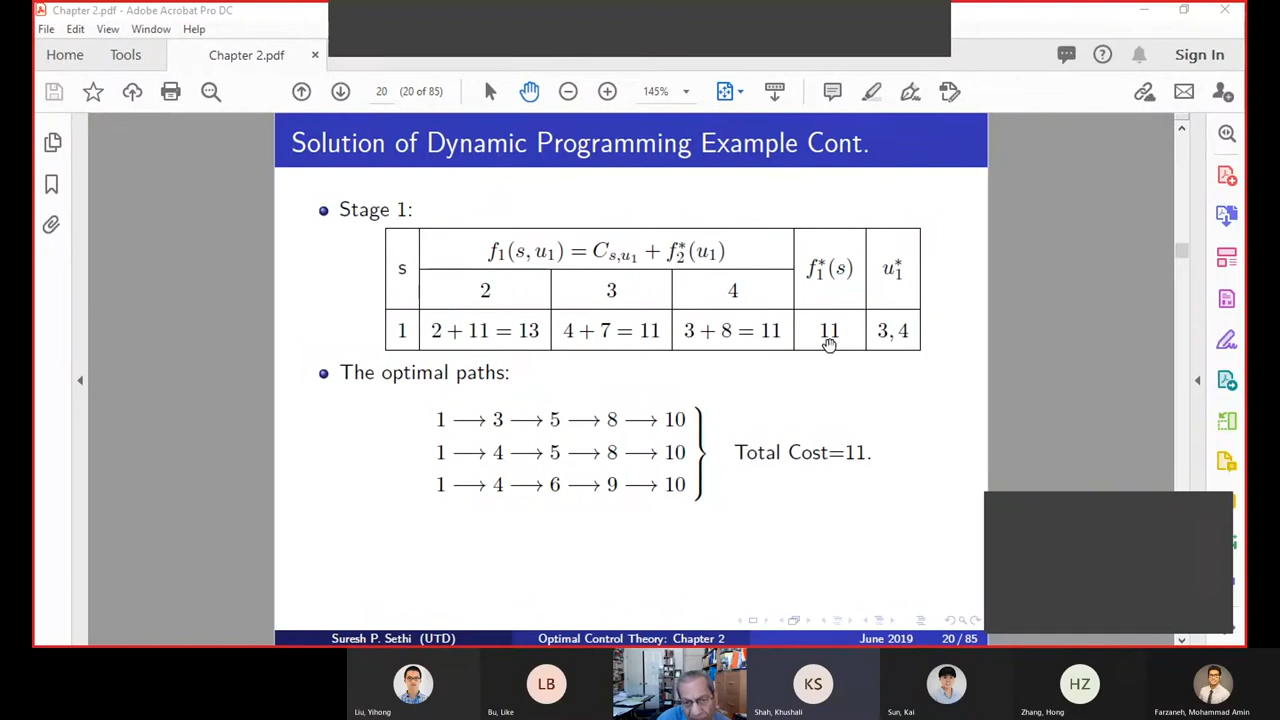 Chapter 2.pdf - Adobe Acrobat Pro DC
File Edit View Window Help
Home Tools Chapter 2.pdf × Sign In
20 (20 of 85) 145%
Solution of Dynamic Programming Example Cont.
Stage 1:
s f₁(s, u₁) = C_{s,u₁} + f₂*(u₁) f₁*(s) u₁*
2 3 4
1 2 + 11 = 13 4 + 7 = 11 3 + 8 = 11 11 3, 4
The optimal paths:
1 ⟶ 3 ⟶ 5 ⟶ 8 ⟶ 10
1 ⟶ 4 ⟶ 5 ⟶ 8 ⟶ 10 Total Cost=11.
1 ⟶ 4 ⟶ 6 ⟶ 9 ⟶ 10
Suresh P. Sethi (UTD) Optimal Control Theory: Chapter 2 June 2019 20 / 85
LB KS HZ
Liu, Yihong Bu, Like Shah, Khushali Sun, Kai Zhang, Hong Farzaneh, Mohammad Amin